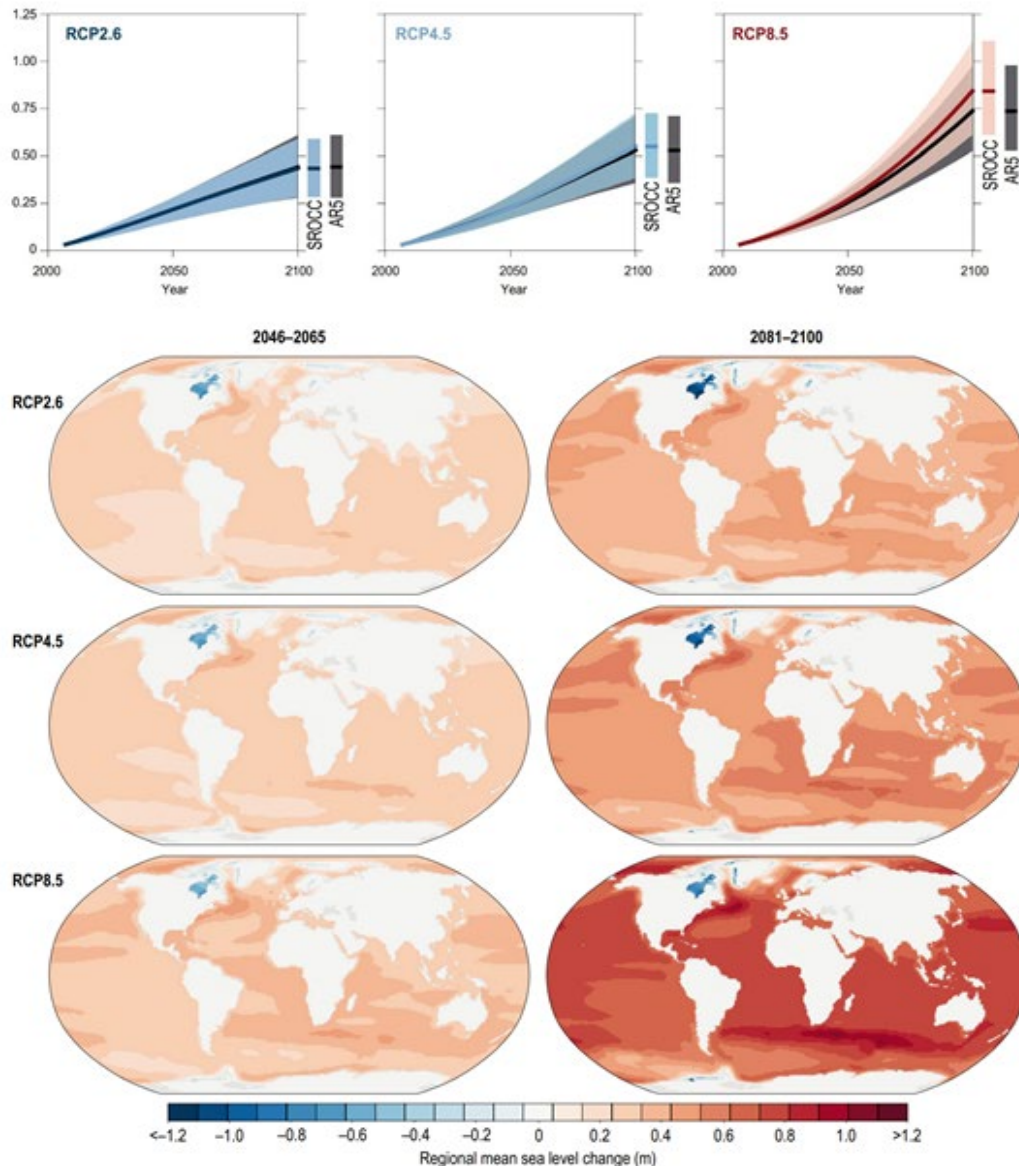 1.25
1.00
0.75
0.50
0.25
0
RCP2.6
2000
2050
2100
Year
SROCC
AR5
RCP4.5
2000
2050
2100
Year
SROCC
AR5
RCP8.5
2000
2050
2100
Year
SROCC
AR5
2046–2065
2081–2100
RCP2.6
RCP4.5
RCP8.5
<–1.2 –1.0 –0.8 –0.6 –0.4 –0.2 0 0.2 0.4 0.6 0.8 1.0 >1.2
Regional mean sea level change (m)